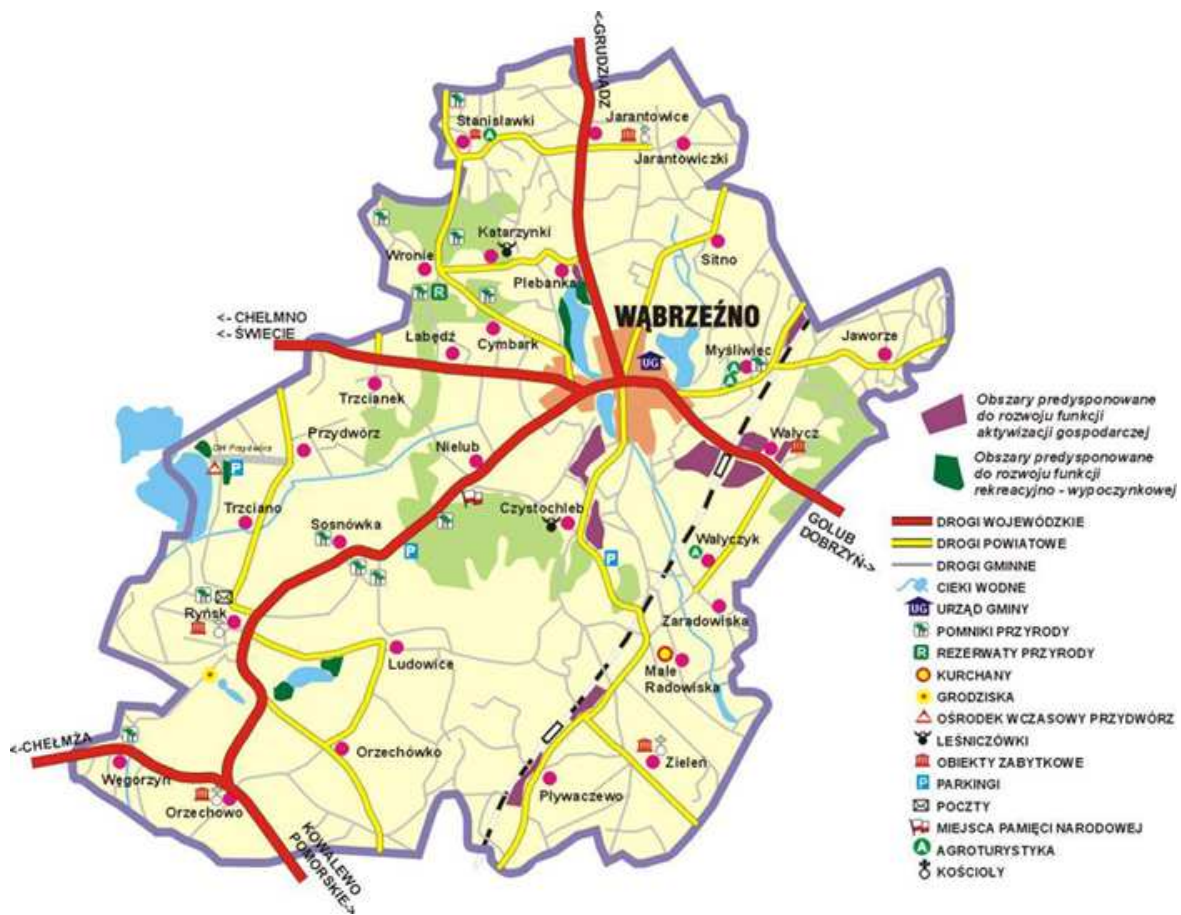 <-GRUDZIADZ
Stanisławki
Jarantowice
Jarantowiczki
Katarzynki
Wronie
Plebanka
Sitno
<- CHELMNO
<- ŚWIECIE
WĄBRZEŹNO
Łabędź
Cymbark
UG
Myśliwiec
Jaworze
Trzcianek
Przydwórz
Nielub
Wałycz
Trzciano
Sosnówka
Czystochleb
GOLUB
DOBRZYŃ->
Wałyczyk
Ryńsk
Zaradowiska
Ludowice
Małe
Radowiska
<-CHEŁMŻA
Orzechówko
Zieleń
Węgorzyn
Pływaczewo
Orzechowo
KOWALEWO
POMORSKIE->
Obszary predysponowane
do rozwoju funkcji
aktywizacji gospodarczej
Obszary predysponowane
do rozwoju funkcji
rekreacyjno - wypoczynkowej
DROGI WOJEWÓDZKIE
DROGI POWIATOWE
DROGI GMINNE
CIEKI WODNE
UG URZĄD GMINY
POMNIKI PRZYRODY
R REZERWATY PRZYRODY
KURCHANY
GRODZISKA
OŚRODEK WCZASOWY PRZYDWÓRZ
LEŚNICZÓWKI
OBIEKTY ZABYTKOWE
P PARKINGI
POCZTY
MIEJSCA PAMIĘCI NARODOWEJ
A AGROTURYSTYKA
KOŚCIOŁY